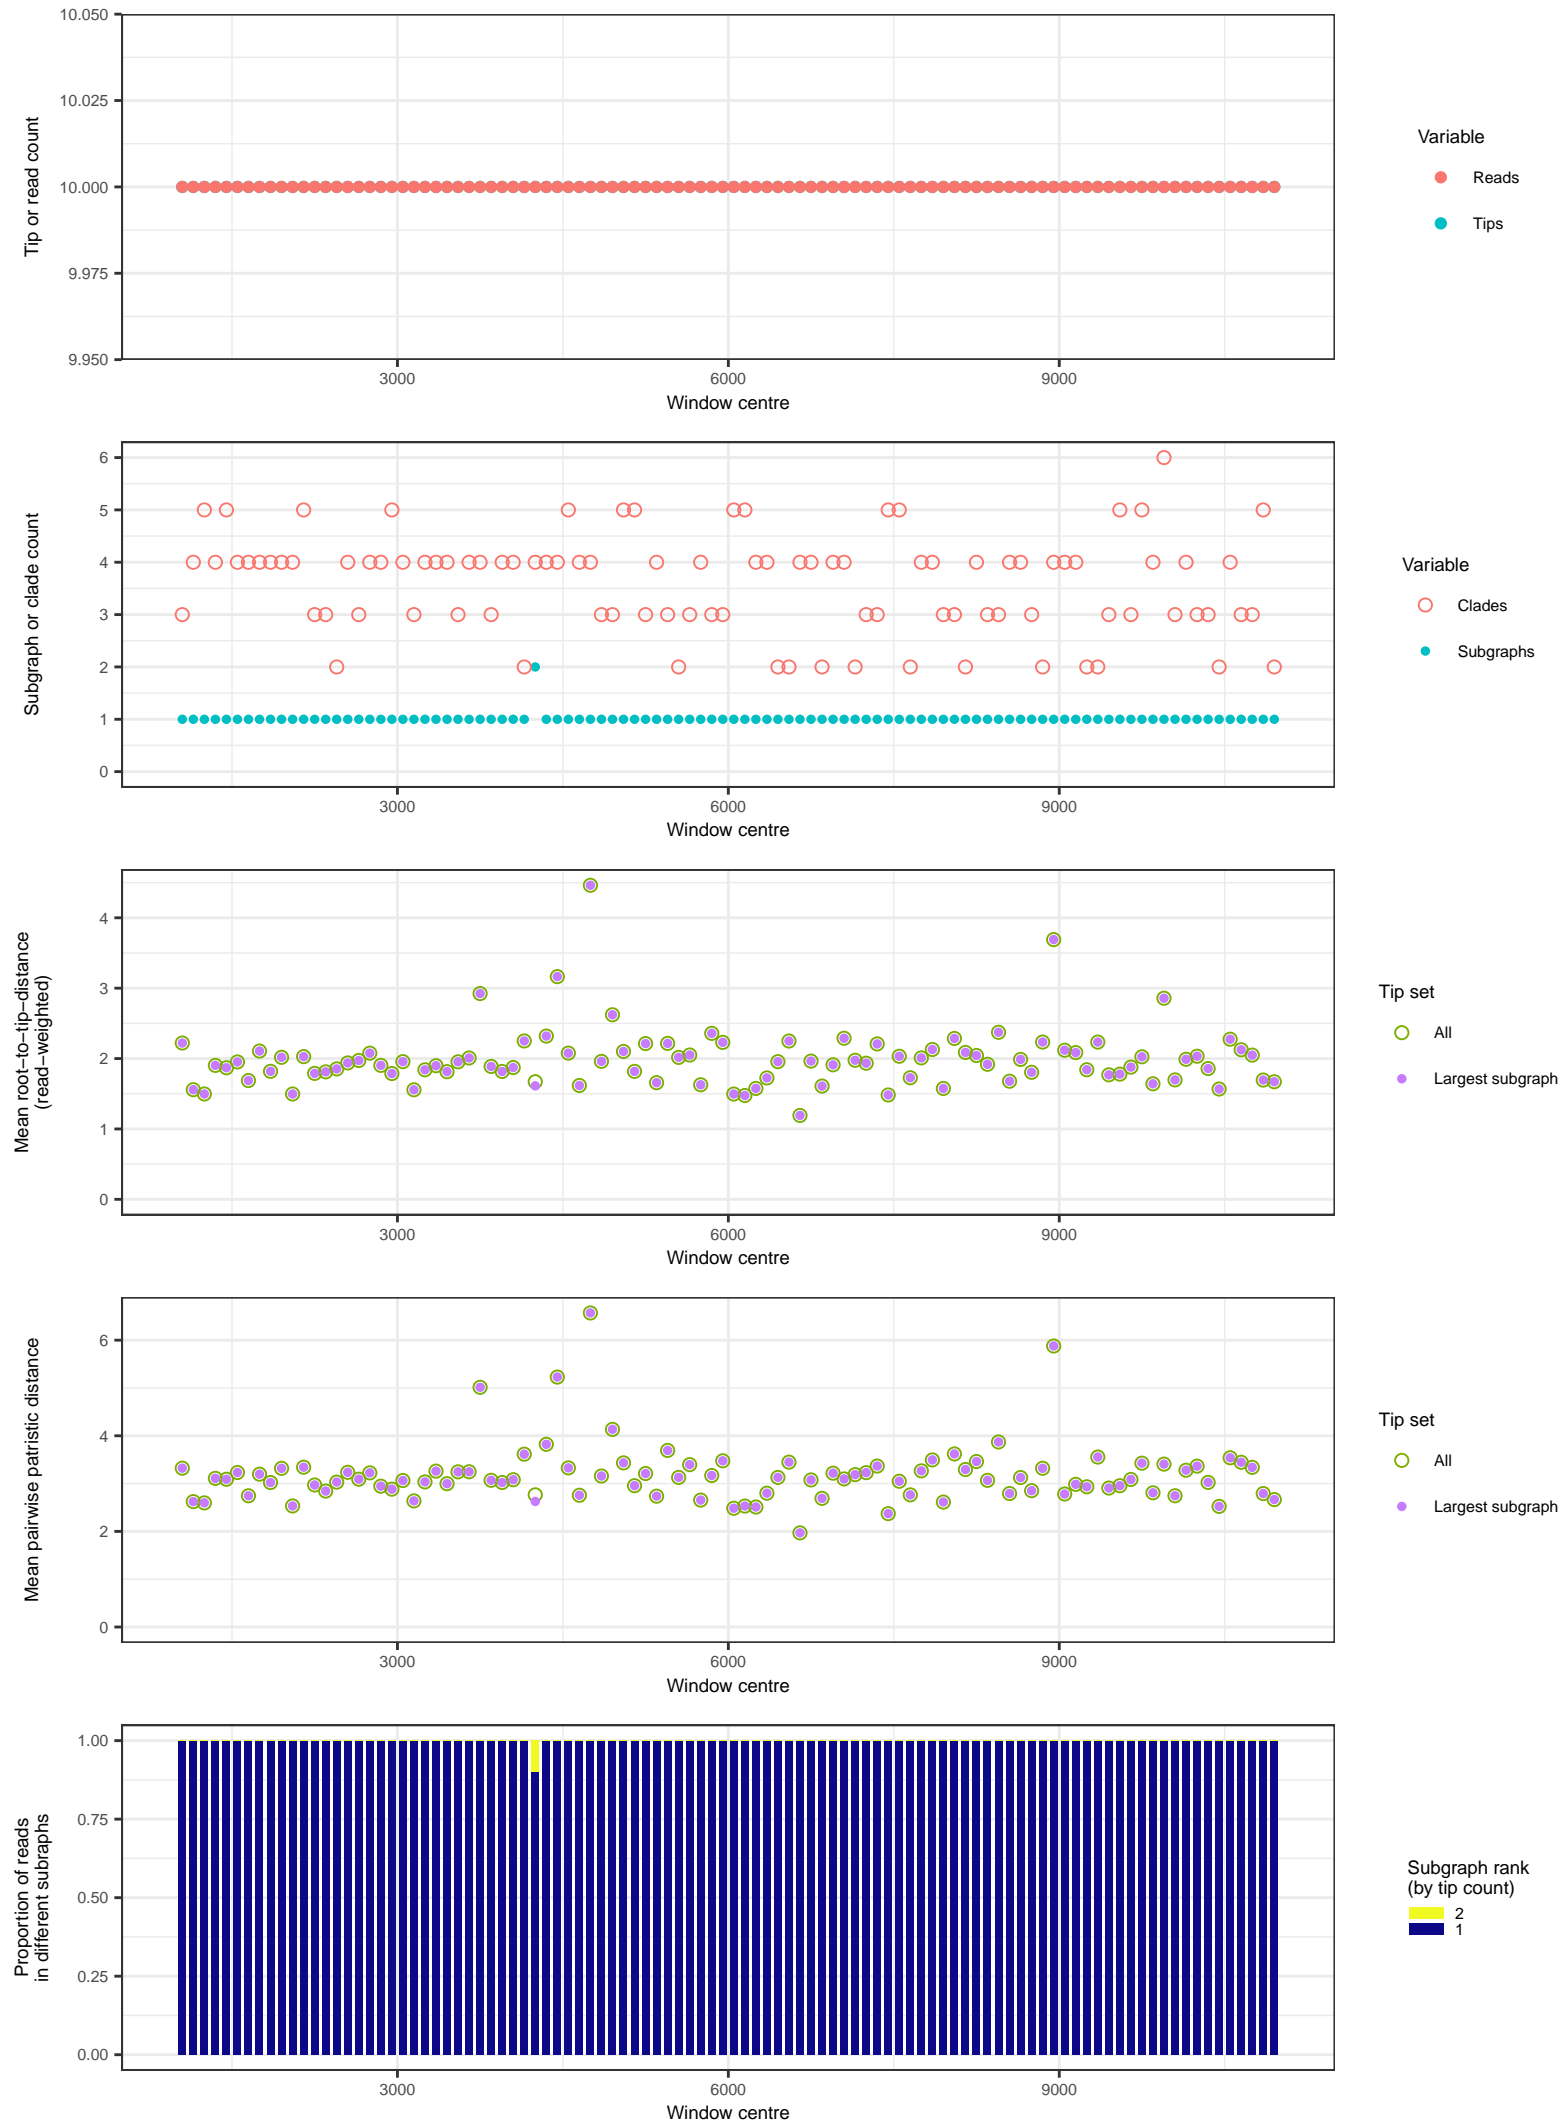 10.050
10.025
10.000
9.975
9.950
Tip or read count
3000 6000 9000
Window centre
Variable
Reads
Tips
6
5
4
3
2
1
0
Subgraph or clade count
3000 6000 9000
Window centre
Variable
Clades
Subgraphs
4
3
2
1
0
Mean root−to−tip−distance
(read−weighted)
3000 6000 9000
Window centre
Tip set
All
Largest subgraph
6
4
2
0
Mean pairwise patristic distance
3000 6000 9000
Window centre
Tip set
All
Largest subgraph
1.00
0.75
0.50
0.25
0.00
Proportion of reads
in different subraphs
3000 6000 9000
Window centre
Subgraph rank
(by tip count)
2
1